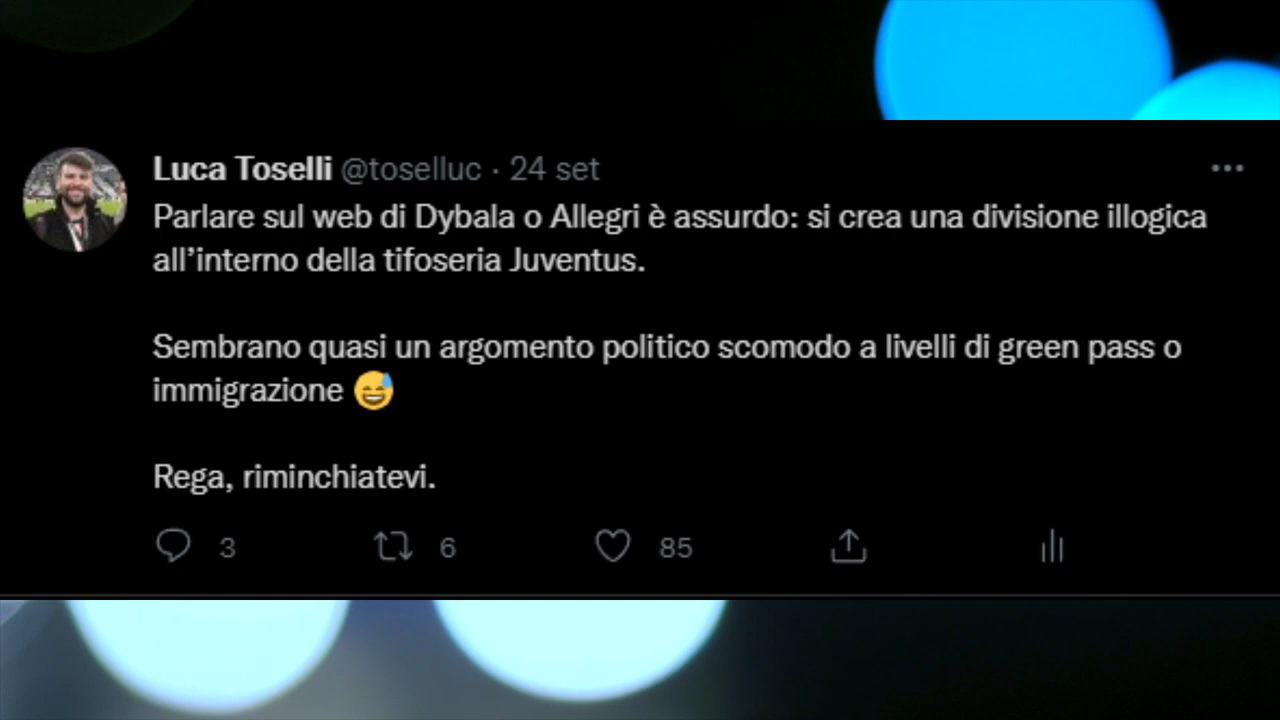 Luca Toselli @toselluc · 24 set
Parlare sul web di Dybala o Allegri è assurdo: si crea una divisione illogica
all’interno della tifoseria Juventus.
Sembrano quasi un argomento politico scomodo a livelli di green pass o
immigrazione 😅
Rega, riminchiatevi.
3 6 85